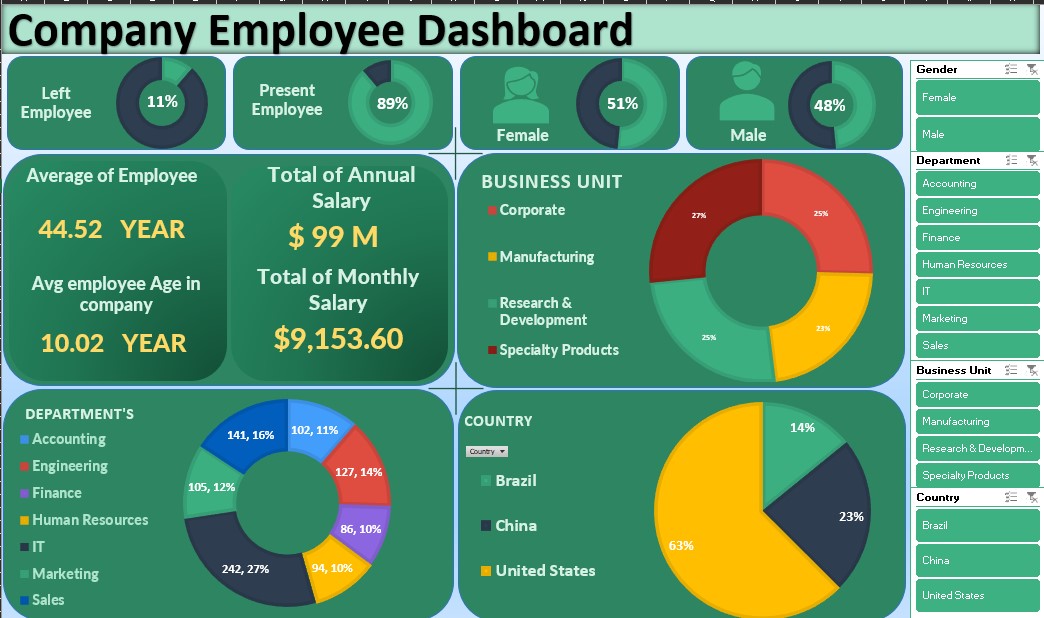 Company Employee Dashboard
Left
Employee
11%
Present
Employee
89%
Female
51%
Male
48%
Average of Employee
44.52 YEAR
Avg employee Age in
company
10.02 YEAR
Total of Annual
Salary
$ 99 M
Total of Monthly
Salary
$9,153.60
BUSINESS UNIT
Corporate
Manufacturing
Research &
Development
Specialty Products
27%
25%
25%
23%
DEPARTMENT'S
Accounting
Engineering
Finance
Human Resources
IT
Marketing
Sales
141, 16%
102, 11%
127, 14%
105, 12%
86, 10%
242, 27%
94, 10%
COUNTRY
Country
Brazil
China
United States
14%
23%
63%
Gender
Female
Male
Department
Accounting
Engineering
Finance
Human Resources
IT
Marketing
Sales
Business Unit
Corporate
Manufacturing
Research & Developm...
Specialty Products
Country
Brazil
China
United States